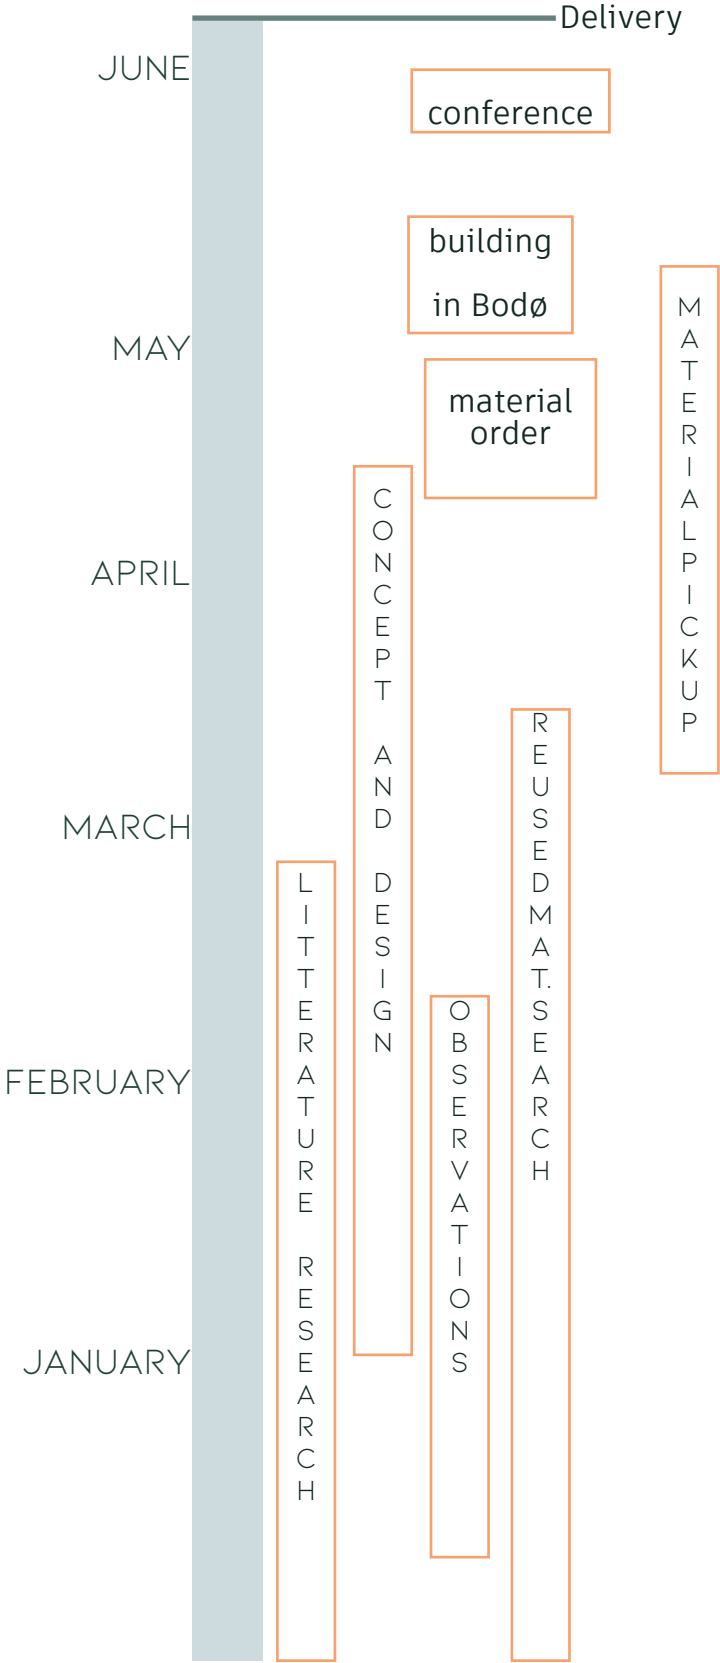 Delivery
JUNE
conference
building
in Bodø
MAY
material
order
MATERIALPICKUP
CONCEPT AND DESIGN
APRIL
REUSEDMAT.SEARCH
MARCH
LITTERATURE RESEARCH
OBSERVATIONS
FEBRUARY
JANUARY